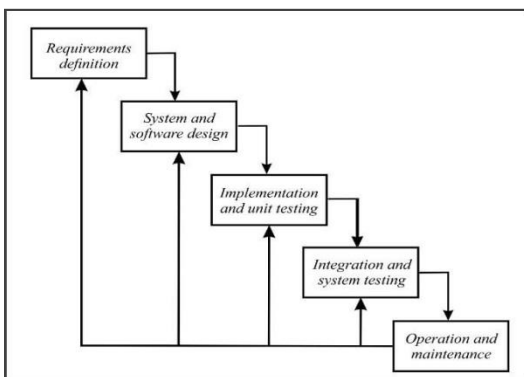 Requirements
definition
System and
software design
Implementation
and unit testing
Integration and
system testing
Operation and
maintenance